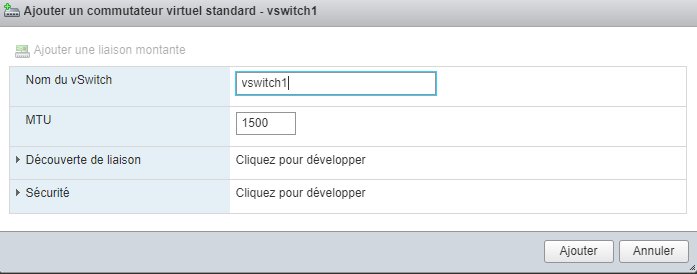 Ajouter un commutateur virtuel standard - vswitch1
Ajouter une liaison montante
Nom du vSwitch
vswitch1
MTU
1500
Découverte de liaison
Cliquez pour développer
Sécurité
Cliquez pour développer
Ajouter
Annuler